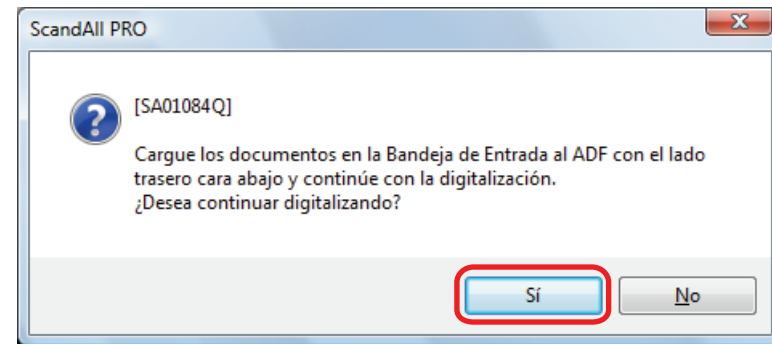 ScandAll PRO
[SA01084Q]
Cargue los documentos en la Bandeja de Entrada al ADF con el lado
trasero cara abajo y continúe con la digitalización.
¿Desea continuar digitalizando?
Sí
No